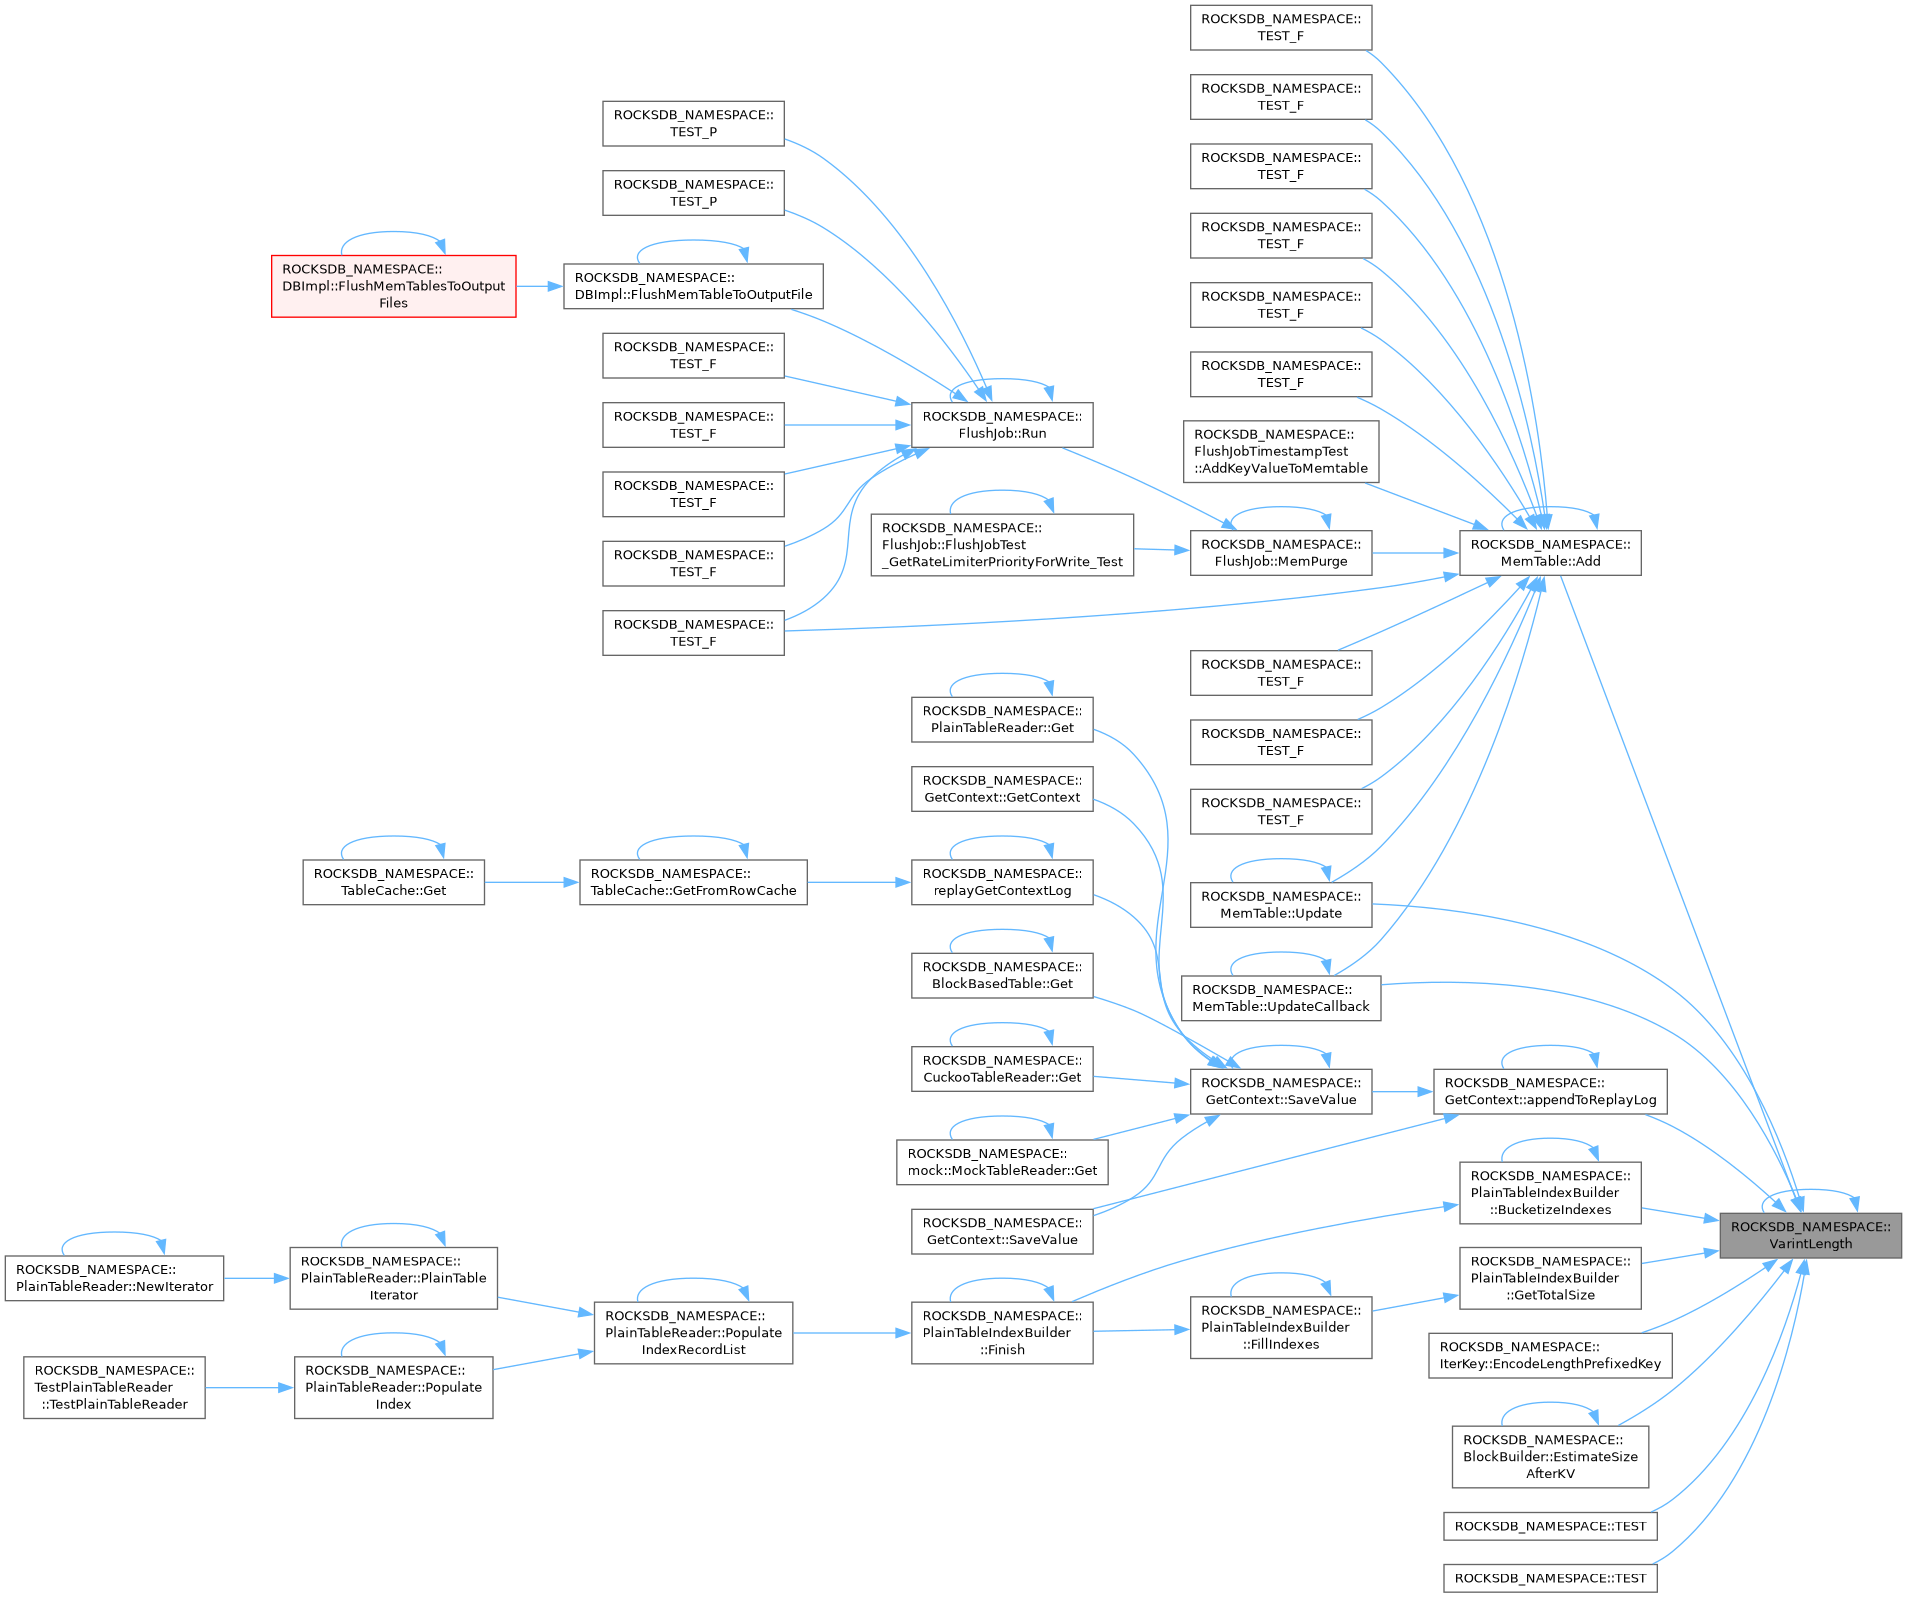 ROCKSDB_NAMESPACE::
TEST_F
ROCKSDB_NAMESPACE::
TEST_F
ROCKSDB_NAMESPACE::
TEST_F
ROCKSDB_NAMESPACE::
TEST_F
ROCKSDB_NAMESPACE::
TEST_F
ROCKSDB_NAMESPACE::
TEST_F
ROCKSDB_NAMESPACE::
FlushJobTimestampTest
::AddKeyValueToMemtable
ROCKSDB_NAMESPACE::
TEST_P
ROCKSDB_NAMESPACE::
TEST_P
ROCKSDB_NAMESPACE::
DBImpl::FlushMemTablesToOutput
Files
ROCKSDB_NAMESPACE::
DBImpl::FlushMemTableToOutputFile
ROCKSDB_NAMESPACE::
TEST_F
ROCKSDB_NAMESPACE::
TEST_F
ROCKSDB_NAMESPACE::
TEST_F
ROCKSDB_NAMESPACE::
TEST_F
ROCKSDB_NAMESPACE::
TEST_F
ROCKSDB_NAMESPACE::
FlushJob::Run
ROCKSDB_NAMESPACE::
FlushJob::FlushJobTest
_GetRateLimiterPriorityForWrite_Test
ROCKSDB_NAMESPACE::
FlushJob::MemPurge
ROCKSDB_NAMESPACE::
MemTable::Add
ROCKSDB_NAMESPACE::
TEST_F
ROCKSDB_NAMESPACE::
TEST_F
ROCKSDB_NAMESPACE::
TEST_F
ROCKSDB_NAMESPACE::
MemTable::Update
ROCKSDB_NAMESPACE::
MemTable::UpdateCallback
ROCKSDB_NAMESPACE::
PlainTableReader::Get
ROCKSDB_NAMESPACE::
GetContext::GetContext
ROCKSDB_NAMESPACE::
TableCache::Get
ROCKSDB_NAMESPACE::
TableCache::GetFromRowCache
ROCKSDB_NAMESPACE::
replayGetContextLog
ROCKSDB_NAMESPACE::
BlockBasedTable::Get
ROCKSDB_NAMESPACE::
CuckooTableReader::Get
ROCKSDB_NAMESPACE::
mock::MockTableReader::Get
ROCKSDB_NAMESPACE::
GetContext::SaveValue
ROCKSDB_NAMESPACE::
GetContext::SaveValue
ROCKSDB_NAMESPACE::
GetContext::appendToReplayLog
ROCKSDB_NAMESPACE::
PlainTableIndexBuilder
::BucketizeIndexes
ROCKSDB_NAMESPACE::
VarintLength
ROCKSDB_NAMESPACE::
PlainTableReader::NewIterator
ROCKSDB_NAMESPACE::
PlainTableReader::PlainTable
Iterator
ROCKSDB_NAMESPACE::
TestPlainTableReader
::TestPlainTableReader
ROCKSDB_NAMESPACE::
PlainTableReader::Populate
Index
ROCKSDB_NAMESPACE::
PlainTableReader::Populate
IndexRecordList
ROCKSDB_NAMESPACE::
PlainTableIndexBuilder
::Finish
ROCKSDB_NAMESPACE::
PlainTableIndexBuilder
::FillIndexes
ROCKSDB_NAMESPACE::
PlainTableIndexBuilder
::GetTotalSize
ROCKSDB_NAMESPACE::
IterKey::EncodeLengthPrefixedKey
ROCKSDB_NAMESPACE::
BlockBuilder::EstimateSize
AfterKV
ROCKSDB_NAMESPACE::TEST
ROCKSDB_NAMESPACE::TEST